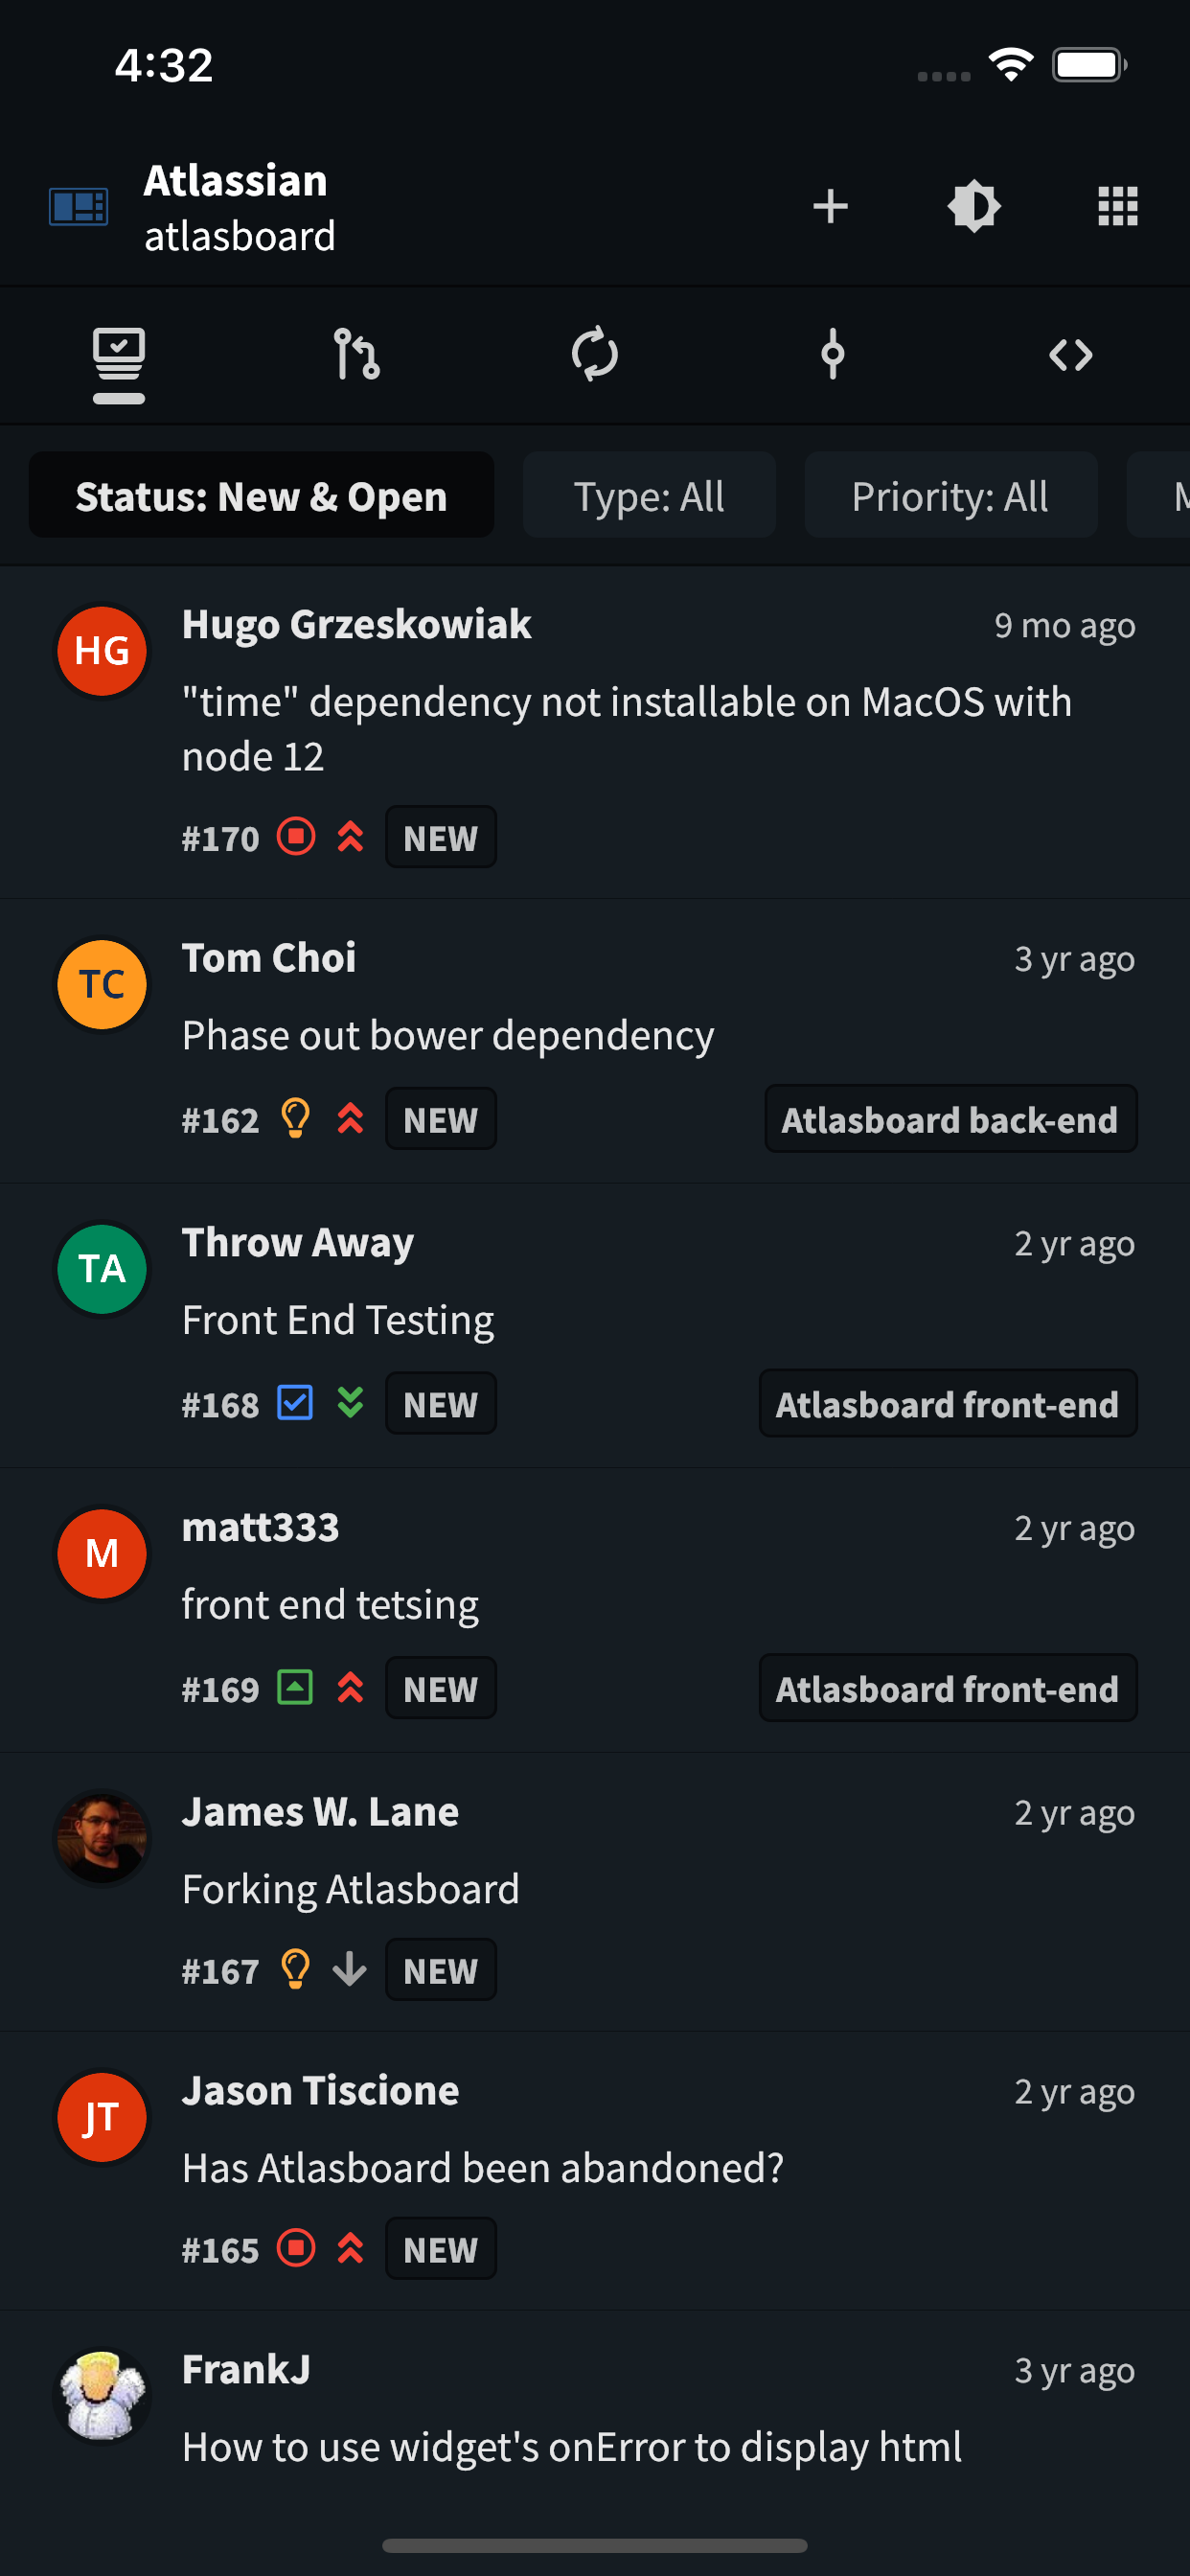 4:32
Atlassian
atlasboard
Status: New & Open
Type: All
Priority: All
Hugo Grzeskowiak
9 mo ago
"time" dependency not installable on MacOS with
node 12
#170
NEW
Tom Choi
3 yr ago
Phase out bower dependency
#162
NEW
Atlasboard back-end
Throw Away
2 yr ago
Front End Testing
#168
NEW
Atlasboard front-end
matt333
2 yr ago
front end tetsing
#169
NEW
Atlasboard front-end
James W. Lane
2 yr ago
Forking Atlasboard
#167
NEW
Jason Tiscione
2 yr ago
Has Atlasboard been abandoned?
#165
NEW
FrankJ
3 yr ago
How to use widget's onError to display html
HG
TC
TA
M
JT